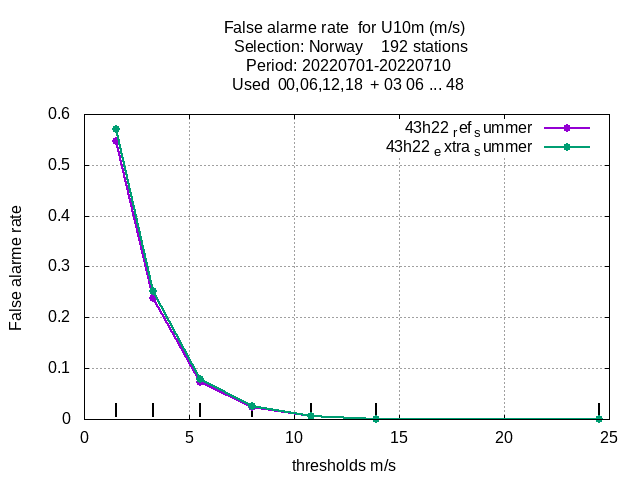 False alarme rate  for U10m (m/s)
Selection: Norway    192 stations
Period: 20220701-20220710
Used  00,06,12,18  + 03 06 ... 48
43h22 ref summer
43h22 extra summer
False alarme rate
0.6
0.5
0.4
0.3
0.2
0.1
0
0 5 10 15 20 25
thresholds m/s